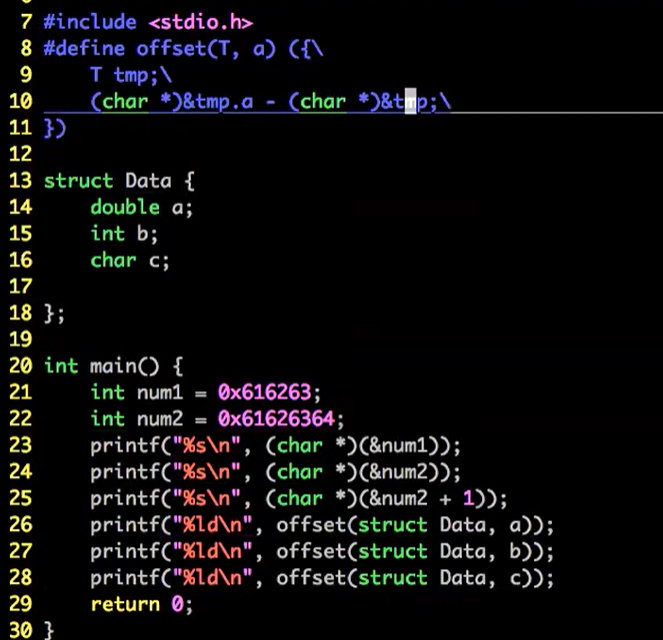 7 #include <stdio.h>
8 #define offset(T, a) ({\
9     T tmp;\
10     (char *)&tmp.a - (char *)&tmp;\
11 })
12
13 struct Data {
14     double a;
15     int b;
16     char c;
17
18 };
19
20 int main() {
21     int num1 = 0x616263;
22     int num2 = 0x61626364;
23     printf("%s\n", (char *)(&num1));
24     printf("%s\n", (char *)(&num2));
25     printf("%s\n", (char *)(&num2 + 1));
26     printf("%ld\n", offset(struct Data, a));
27     printf("%ld\n", offset(struct Data, b));
28     printf("%ld\n", offset(struct Data, c));
29     return 0;
30 }